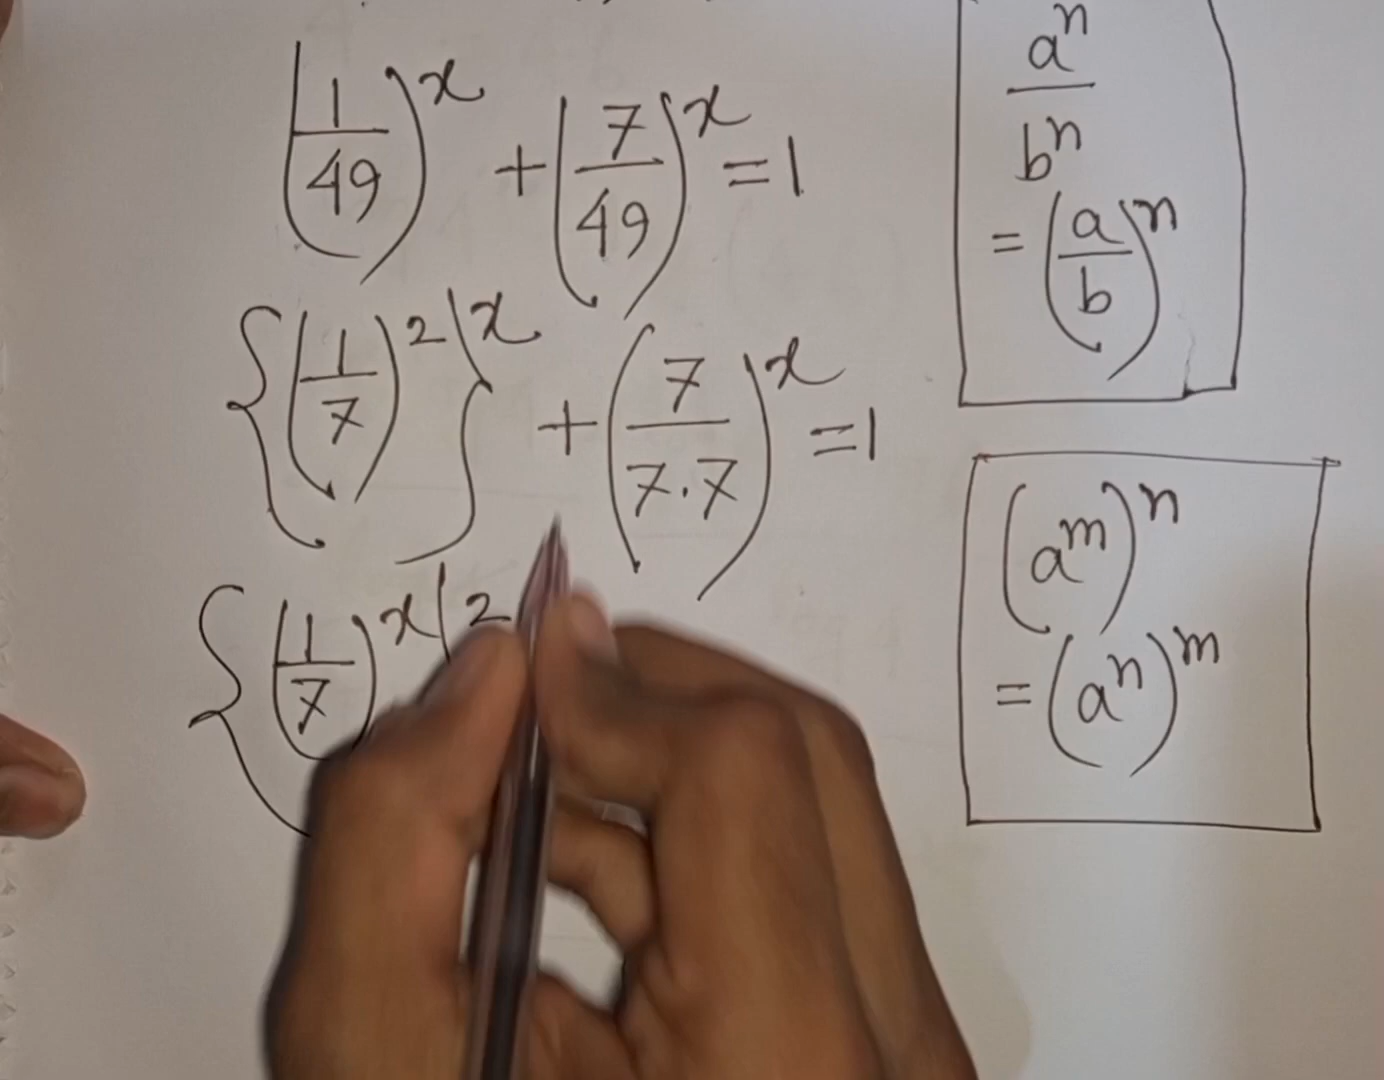 (1/49)^x + (7/49)^x = 1
{(1/7)^2}^x + (7/7.7)^x = 1
{(1/7)^x}^2
a^n/b^n
= (a/b)^n
(a^m)^n
= (a^n)^m